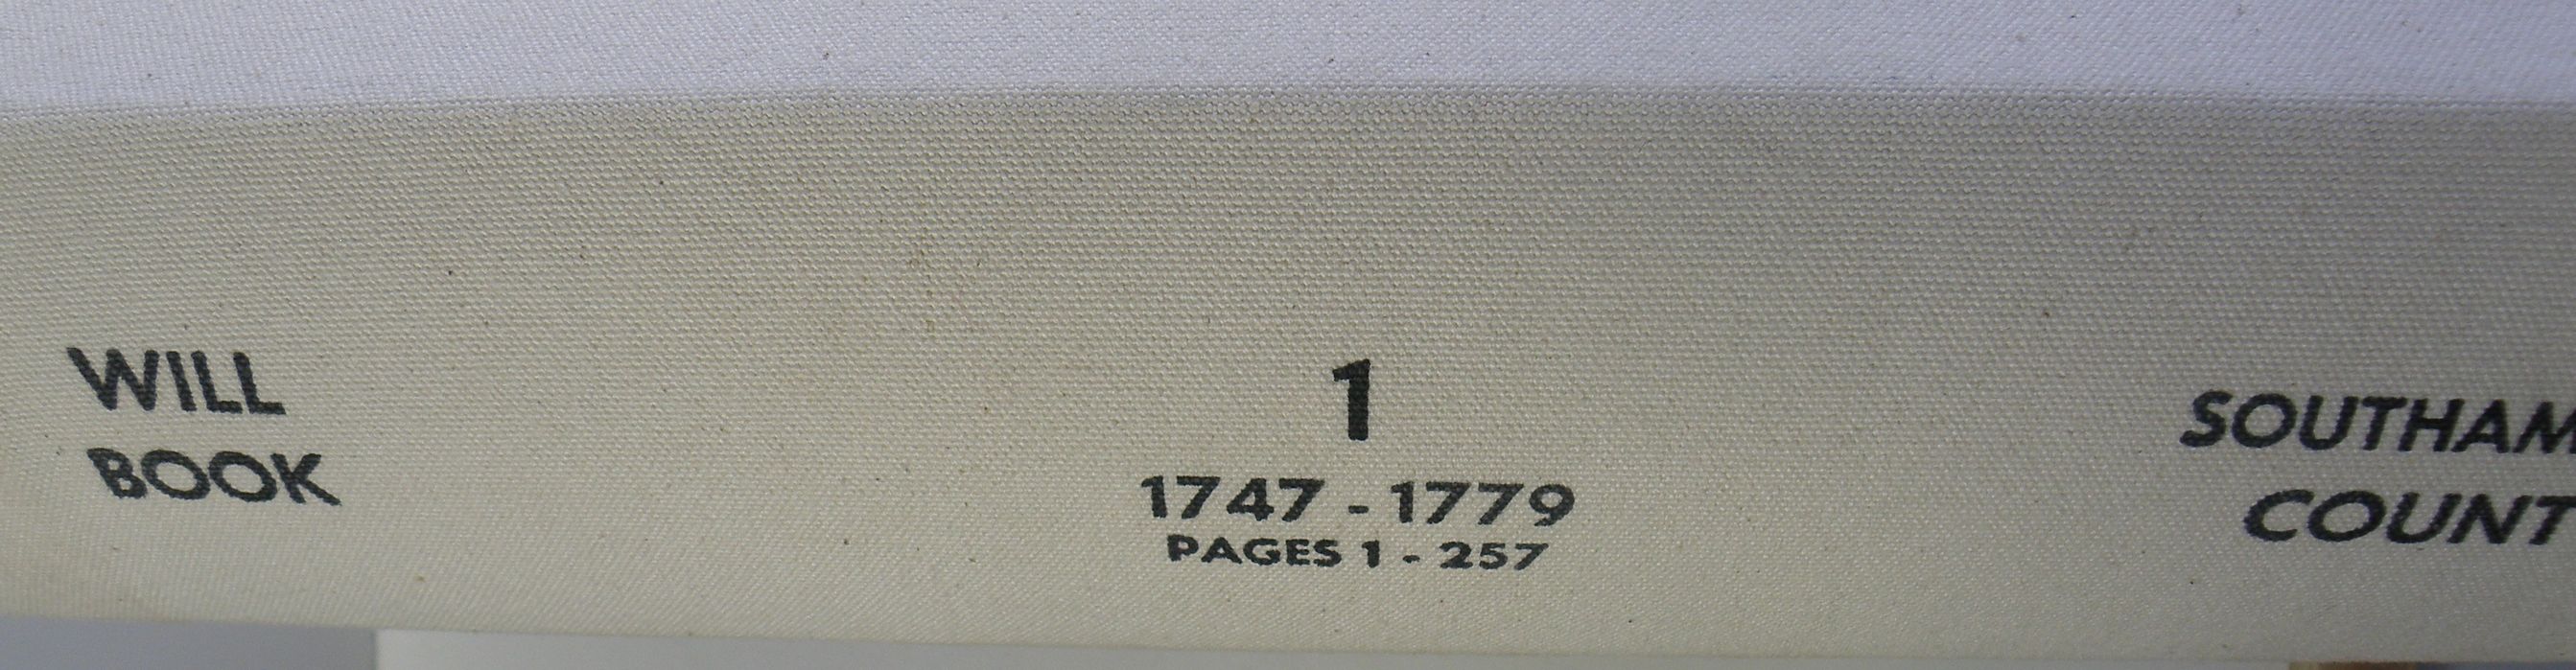 WILL
BOOK
1
1747 - 1779
PAGES 1 - 257
SOUTHAM
COUNT